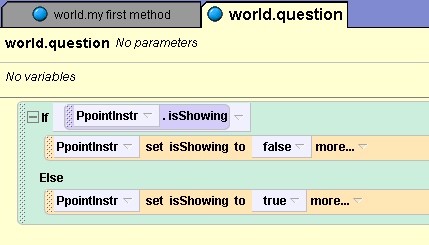 world.my first method world.question
world.question No parameters
No variables
If PpointInstr . isShowing
PpointInstr set isShowing to false more...
Else
PpointInstr set isShowing to true more...